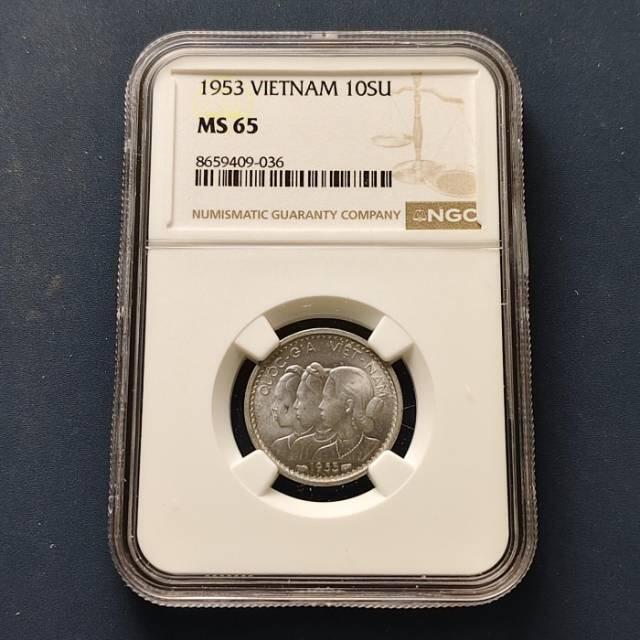 1953 VIETNAM 10SU
MS 65
8659409-036
NUMISMATIC GUARANTY COMPANY NGC
QUOC-GIA VIET-NAM
1953